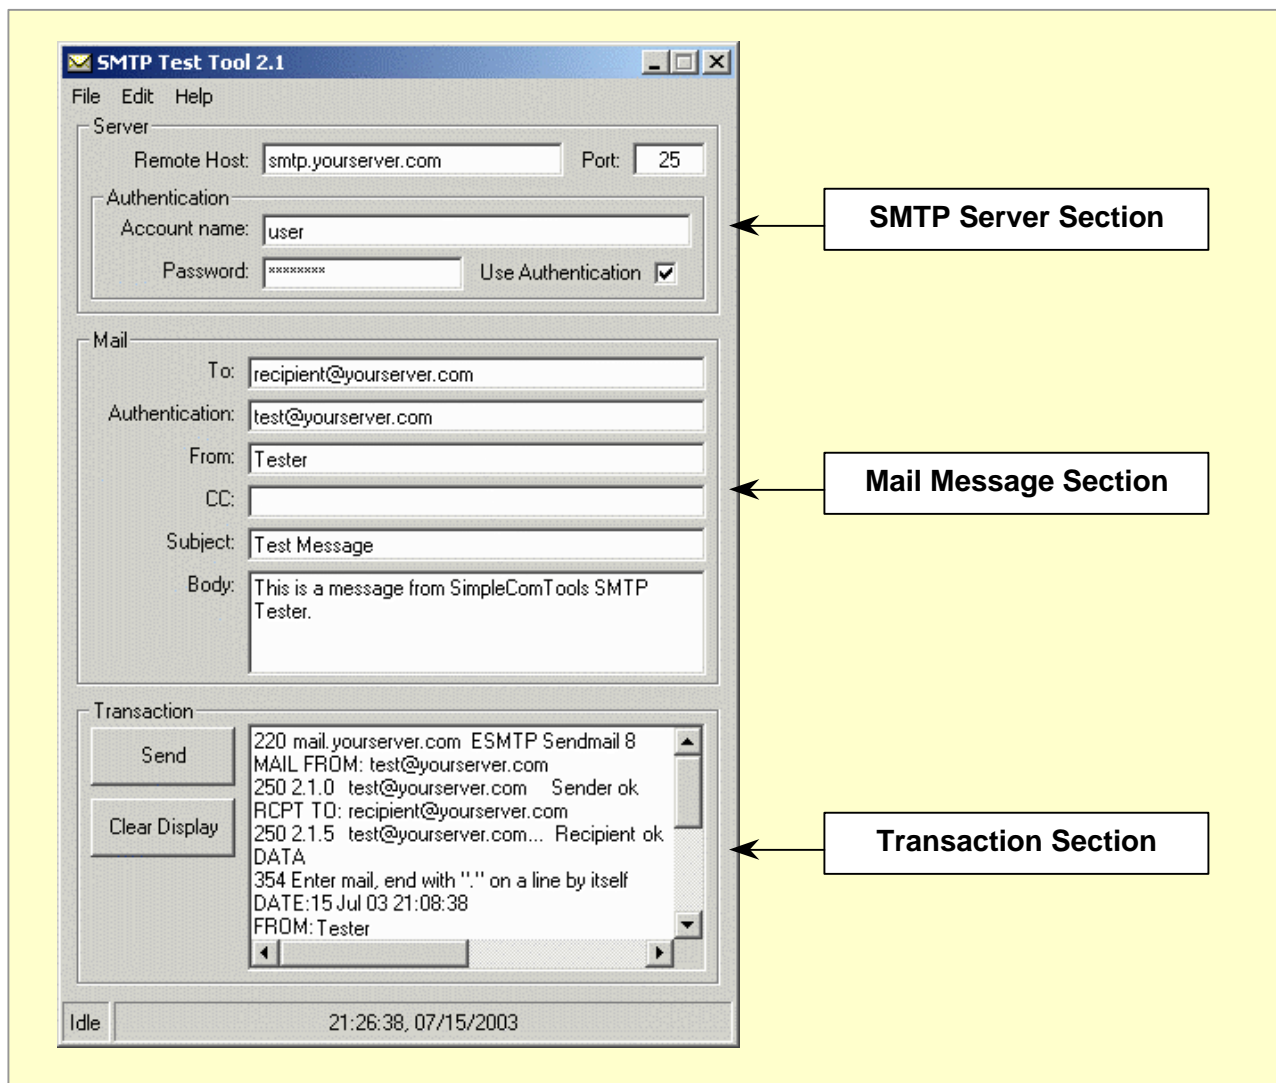 SMTP Test Tool 2.1
File Edit Help
Server
Remote Host: smtp.yourserver.com Port: 25
Authentication
Account name: user
Password: ******** Use Authentication
SMTP Server Section
Mail
To: recipient@yourserver.com
Authentication: test@yourserver.com
From: Tester
CC:
Subject: Test Message
Body: This is a message from SimpleComTools SMTP
Tester.
Mail Message Section
Transaction
Send
Clear Display
220 mail.yourserver.com ESMTP Sendmail 8
MAIL FROM: test@yourserver.com
250 2.1.0 test@yourserver.com Sender ok
RCPT TO: recipient@yourserver.com
250 2.1.5 test@yourserver.com... Recipient ok
DATA
354 Enter mail, end with "." on a line by itself
DATE:15 Jul 03 21:08:38
FROM: Tester
Transaction Section
Idle 21:26:38, 07/15/2003